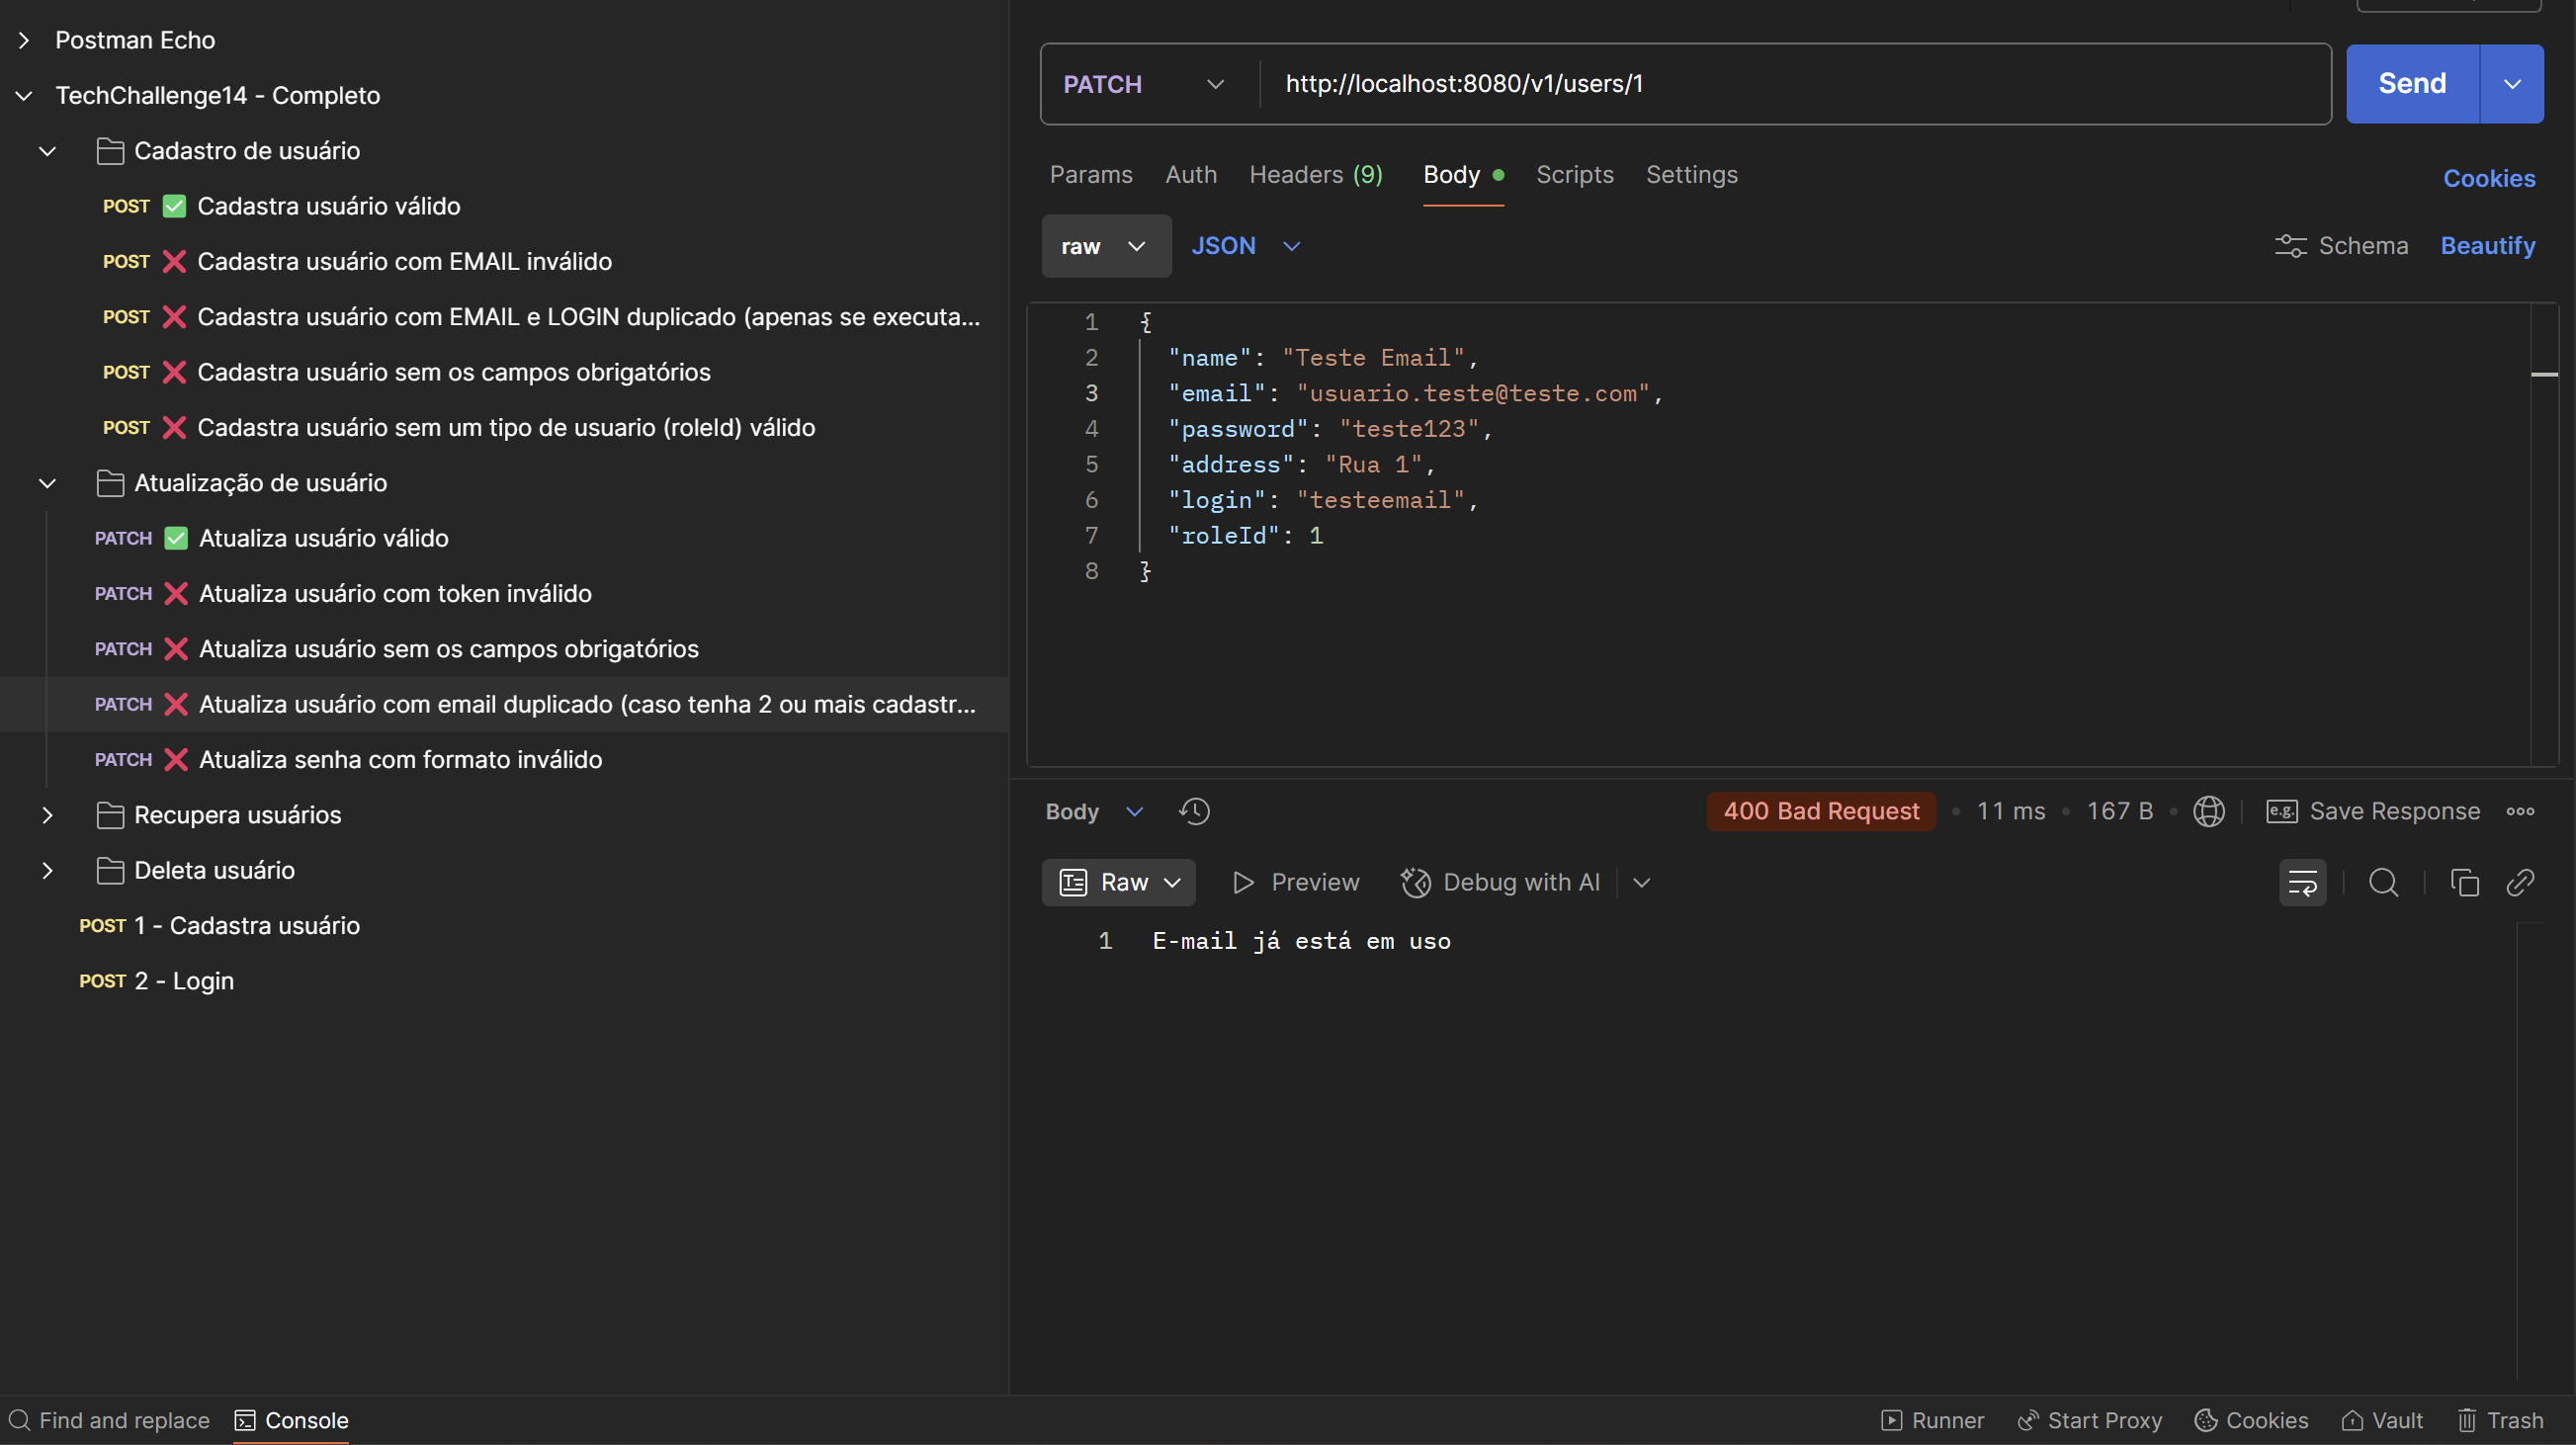 Postman Echo
TechChallenge14 - Completo
Cadastro de usuário
POST ✅ Cadastra usuário válido
POST ❌ Cadastra usuário com EMAIL inválido
POST ❌ Cadastra usuário com EMAIL e LOGIN duplicado (apenas se executa...
POST ❌ Cadastra usuário sem os campos obrigatórios
POST ❌ Cadastra usuário sem um tipo de usuario (roleId) válido
Atualização de usuário
PATCH ✅ Atualiza usuário válido
PATCH ❌ Atualiza usuário com token inválido
PATCH ❌ Atualiza usuário sem os campos obrigatórios
PATCH ❌ Atualiza usuário com email duplicado (caso tenha 2 ou mais cadastr...
PATCH ❌ Atualiza senha com formato inválido
Recupera usuários
Deleta usuário
POST 1 - Cadastra usuário
POST 2 - Login
PATCH http://localhost:8080/v1/users/1 Send
Params Auth Headers (9) Body Scripts Settings Cookies
raw JSON Schema Beautify
1 {
2 "name": "Teste Email",
3 "email": "usuario.teste@teste.com",
4 "password": "teste123",
5 "address": "Rua 1",
6 "login": "testeemail",
7 "roleId": 1
8 }
Body 400 Bad Request • 11 ms • 167 B • e.g. Save Response
Raw Preview Debug with AI
1 E-mail já está em uso
Find and replace Console Runner Start Proxy Cookies Vault Trash